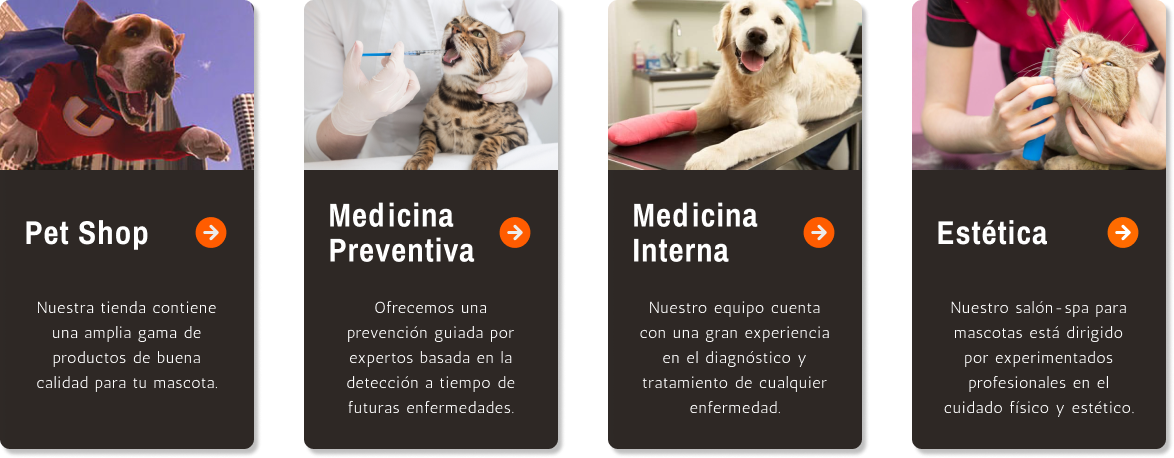 Pet Shop
Nuestra tienda contiene
una amplia gama de
productos de buena
calidad para tu mascota.
Medicina
Preventiva
Ofrecemos una
prevención guiada por
expertos basada en la
detección a tiempo de
futuras enfermedades.
Medicina
Interna
Nuestro equipo cuenta
con una gran experiencia
en el diagnóstico y
tratamiento de cualquier
enfermedad.
Estética
Nuestro salón-spa para
mascotas está dirigido
por experimentados
profesionales en el
cuidado físico y estético.